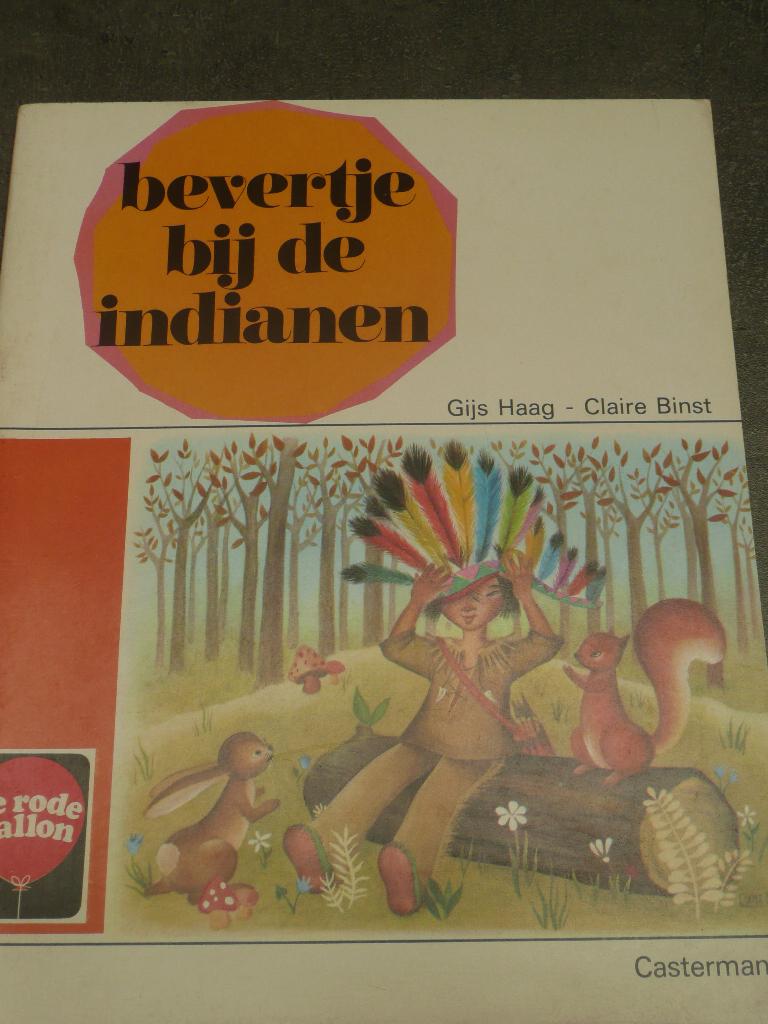 bevertje
bij de
indianen
Gijs Haag - Claire Binst
e rode
allon
Casterman